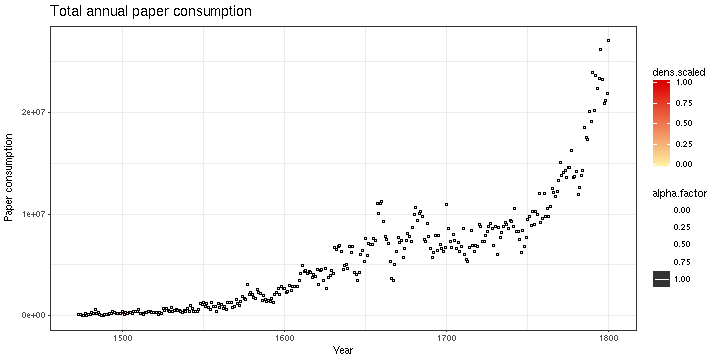 Total annual paper consumption
Paper consumption
2e+07
1e+07
0e+00
1500
1600
1700
1800
Year
dens.scaled
1.00
0.75
0.50
0.25
0.00
alpha.factor
0.00
0.25
0.50
0.75
1.00